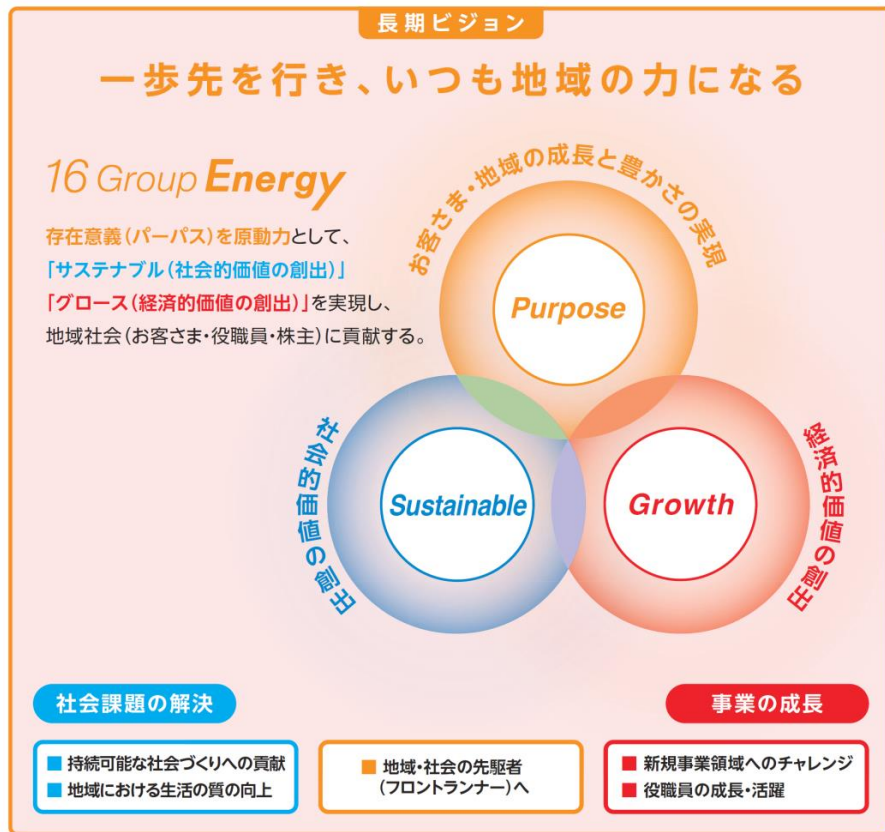 長期ビジョン
一歩先を行き、いつも地域の力になる
16 Group Energy
存在意義(パーパス)を原動力として、
「サステナブル(社会的価値の創出)」
「グロース(経済的価値の創出)」を実現し、
地域社会(お客さま・役職員・株主)に貢献する。
お客さま・地域の成長と豊かさの実現
Purpose
社会的価値の創出
Sustainable
Growth
経済的価値の創出
社会課題の解決
■ 持続可能な社会づくりへの貢献
■ 地域における生活の質の向上
■ 地域・社会の先駆者
(フロントランナー)へ
事業の成長
■ 新規事業領域へのチャレンジ
■ 役職員の成長・活躍